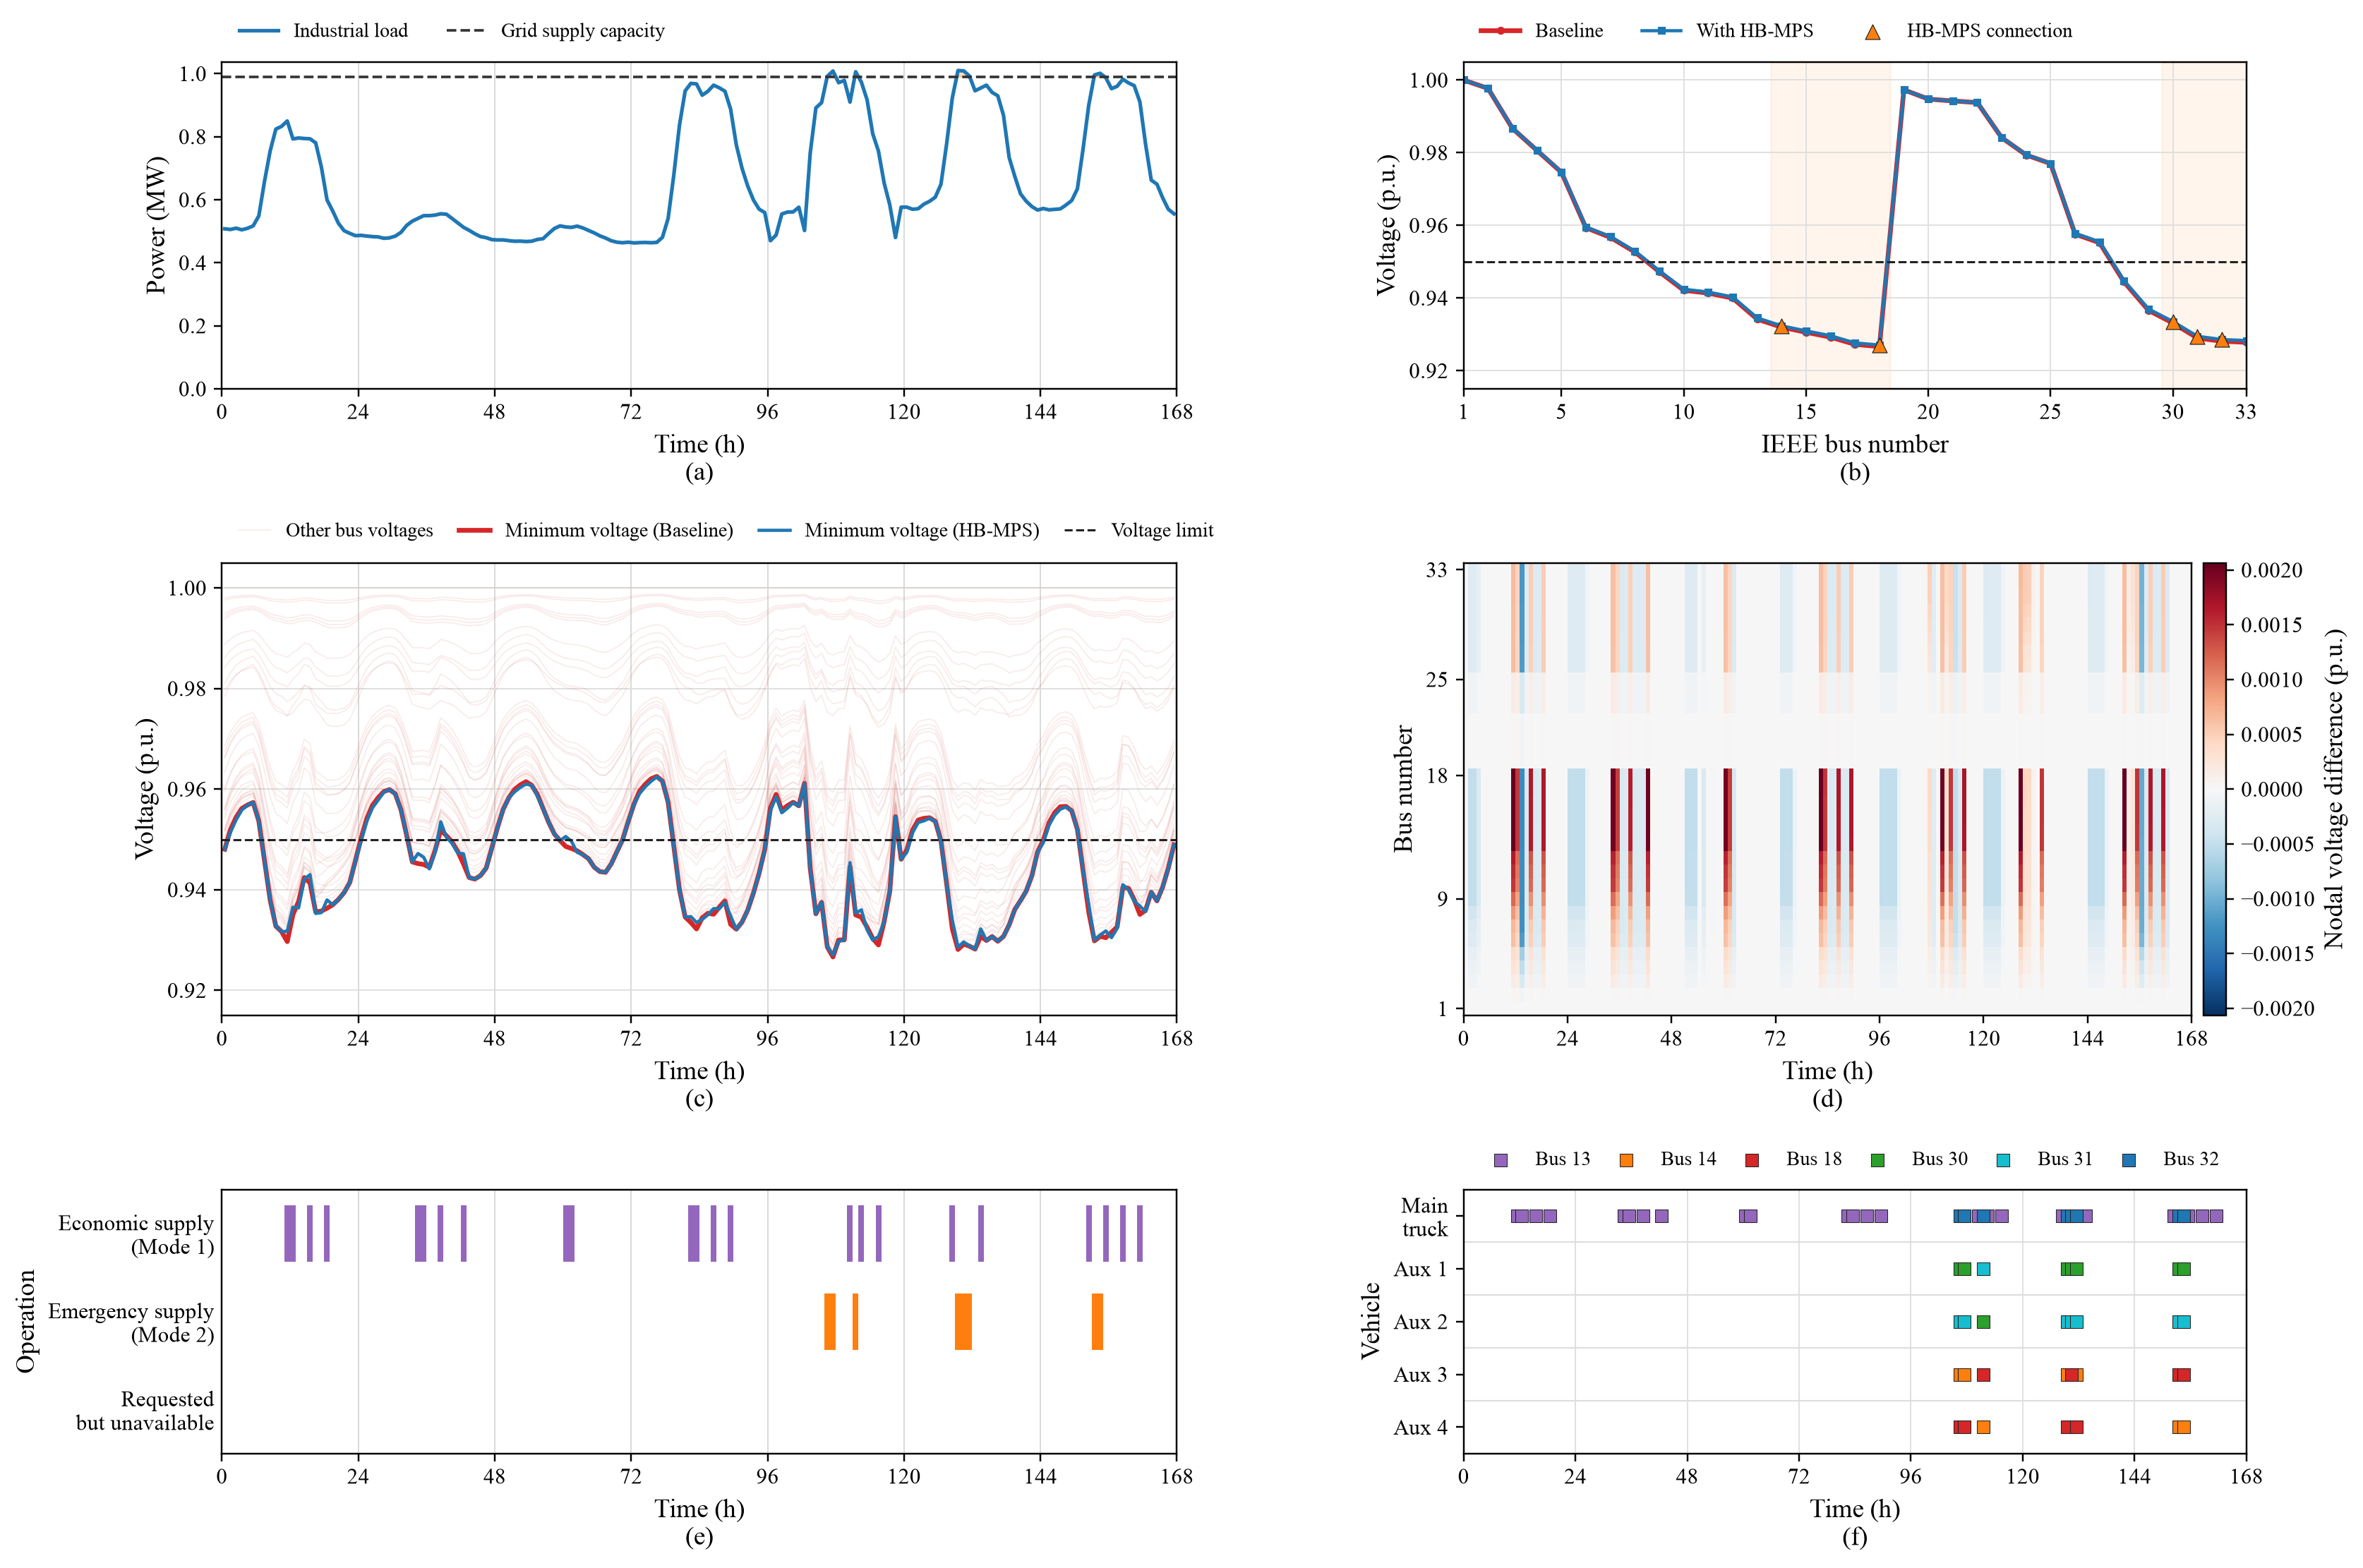 Industrial load
Grid supply capacity
1.0
0.8
0.6
0.4
0.2
0.0
Power (MW)
0 24 48 72 96 120 144 168
Time (h)
(a)
Baseline
With HB-MPS
HB-MPS connection
1.00
0.98
0.96
0.94
0.92
Voltage (p.u.)
1 5 10 15 20 25 30 33
IEEE bus number
(b)
Other bus voltages
Minimum voltage (Baseline)
Minimum voltage (HB-MPS)
Voltage limit
1.00
0.98
0.96
0.94
0.92
Voltage (p.u.)
0 24 48 72 96 120 144 168
Time (h)
(c)
33
25
18
9
1
Bus number
0 24 48 72 96 120 144 168
Time (h)
(d)
0.0020
0.0015
0.0010
0.0005
0.0000
−0.0005
−0.0010
−0.0015
−0.0020
Nodal voltage difference (p.u.)
Economic supply
(Mode 1)
Emergency supply
(Mode 2)
Requested
but unavailable
Operation
0 24 48 72 96 120 144 168
Time (h)
(e)
Bus 13
Bus 14
Bus 18
Bus 30
Bus 31
Bus 32
Main
truck
Aux 1
Aux 2
Aux 3
Aux 4
Vehicle
0 24 48 72 96 120 144 168
Time (h)
(f)